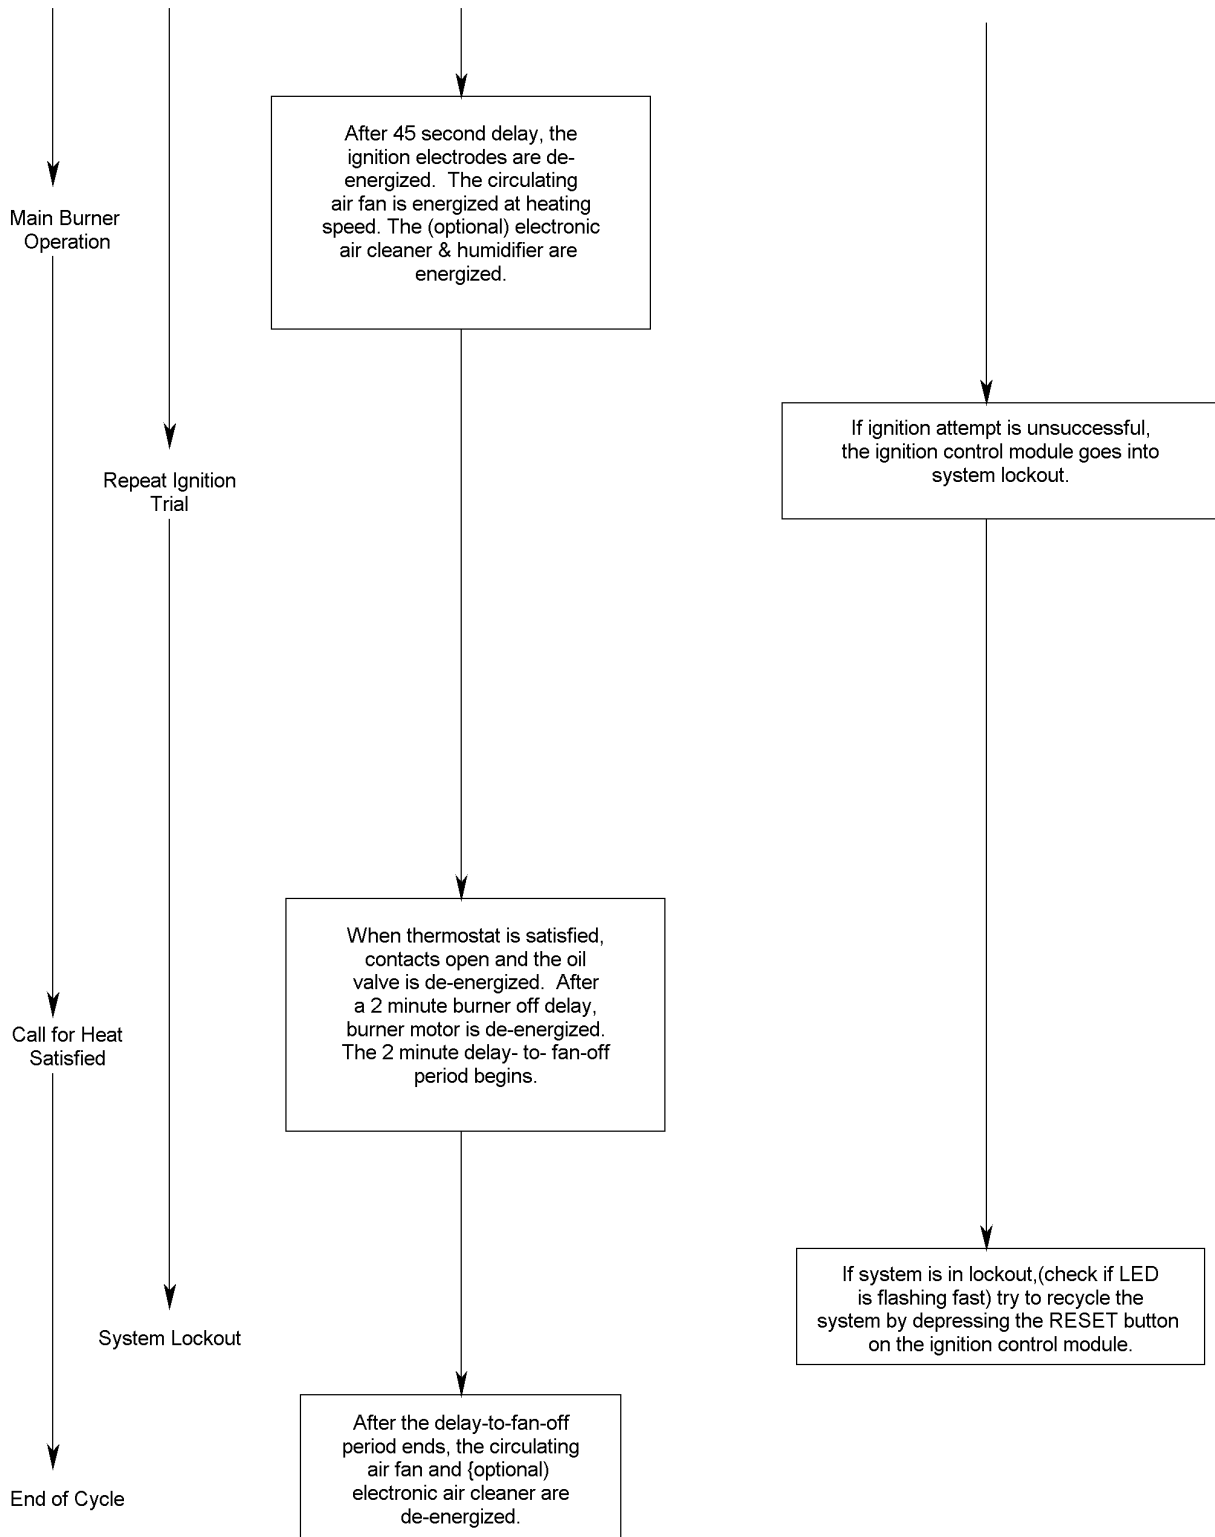 After 45 second delay, the
ignition electrodes are de-
energized.  The circulating
air fan is energized at heating
speed. The (optional) electronic
air cleaner & humidifier are
energized.
Main Burner
Operation
If ignition attempt is unsuccessful,
the ignition control module goes into
system lockout.
Repeat Ignition
Trial
When thermostat is satisfied,
contacts open and the oil
valve is de-energized.  After
a 2 minute burner off delay,
burner motor is de-energized.
The 2 minute delay- to- fan-off
period begins.
Call for Heat
Satisfied
If system is in lockout,(check if LED
is flashing fast) try to recycle the
system by depressing the RESET button
on the ignition control module.
System Lockout
After the delay-to-fan-off
period ends, the circulating
air fan and {optional)
electronic air cleaner are
de-energized.
End of Cycle